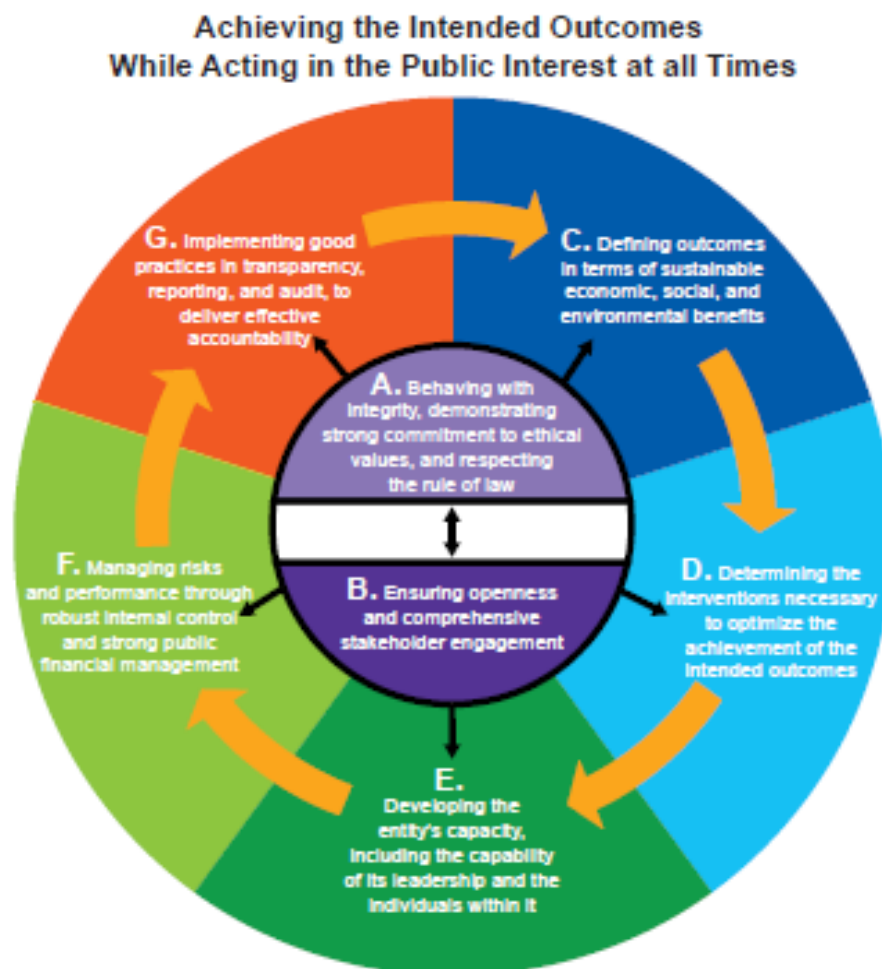 Achieving the Intended Outcomes
While Acting in the Public Interest at all Times
A. Behaving with
integrity, demonstrating
strong commitment to ethical
values, and respecting
the rule of law
B. Ensuring openness
and comprehensive
stakeholder engagement
C. Defining outcomes
in terms of sustainable
economic, social, and
environmental benefits
D. Determining the
interventions necessary
to optimize the
achievement of the
intended outcomes
E.
Developing the
entity's capacity,
including the capability
of its leadership and the
individuals within it
F. Managing risks
and performance through
robust internal control
and strong public
financial management
G. Implementing good
practices in transparency,
reporting, and audit, to
deliver effective
accountability